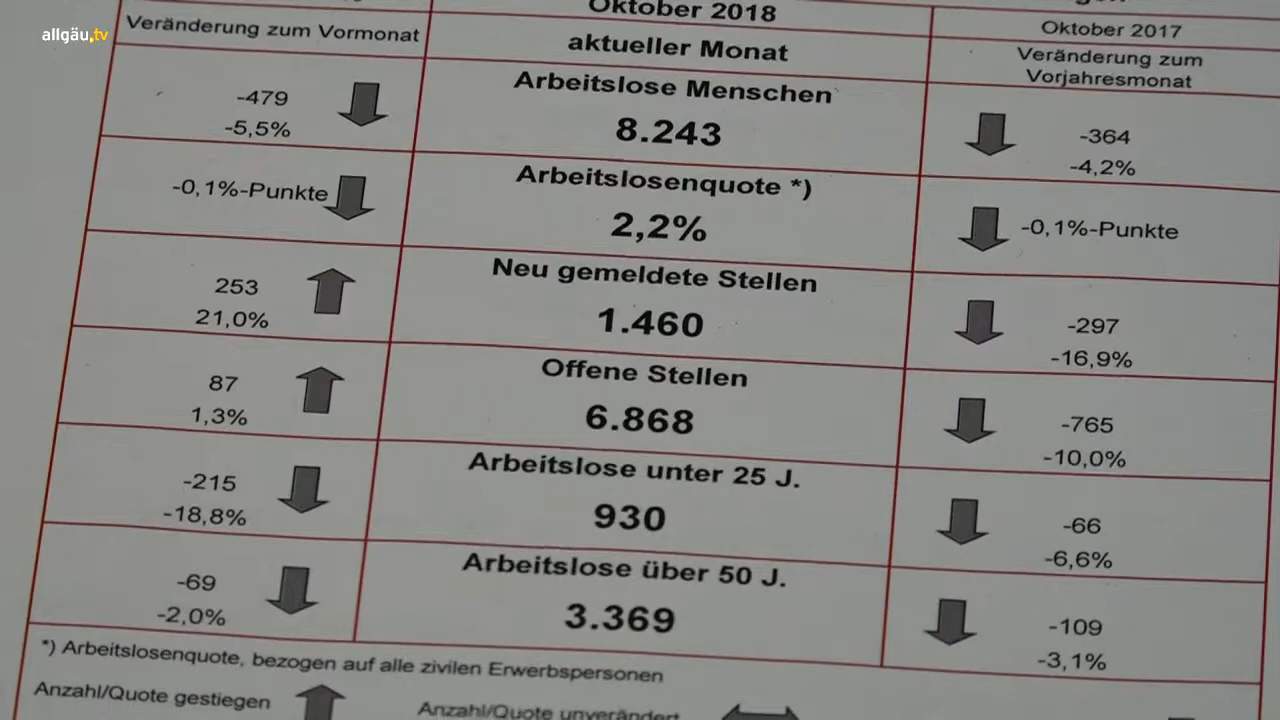 allgäu.tv
Oktober 2018
Veränderung zum Vormonat
aktueller Monat
Oktober 2017
Veränderung zum
Vorjahresmonat
Arbeitslose Menschen
-479
-5,5%
8.243
-364
-4,2%
Arbeitslosenquote *)
-0,1%-Punkte
2,2%
-0,1%-Punkte
Neu gemeldete Stellen
253
21,0%
1.460
-297
-16,9%
Offene Stellen
87
1,3%
6.868
-765
-10,0%
Arbeitslose unter 25 J.
-215
-18,8%
930
-66
-6,6%
Arbeitslose über 50 J.
-69
-2,0%
3.369
-109
-3,1%
*) Arbeitslosenquote, bezogen auf alle zivilen Erwerbspersonen
Anzahl/Quote gestiegen
Anzahl/Quote unverändert